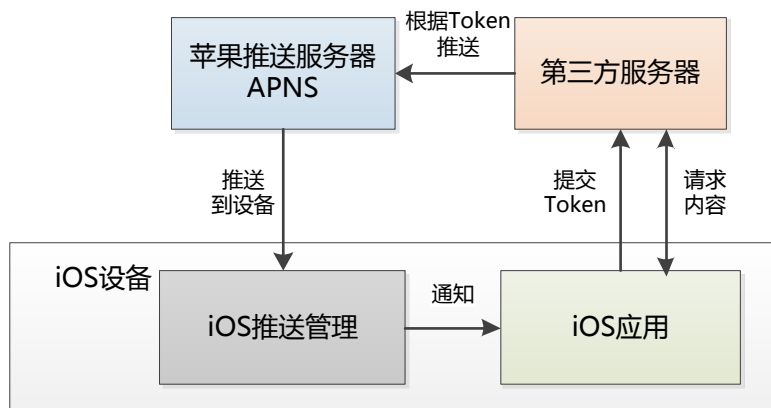 苹果推送服务器
APNS
根据Token
推送
第三方服务器
推送
到设备
提交
Token
请求
内容
iOS设备
iOS推送管理
通知
iOS应用